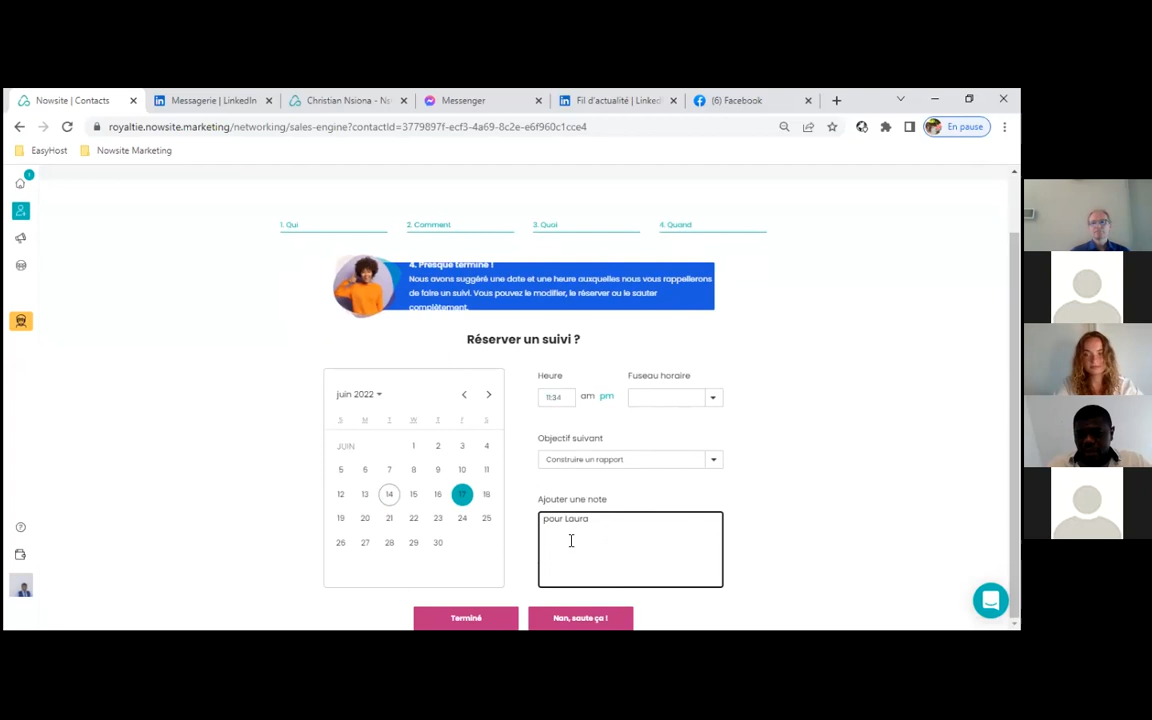 Nowsite | Contacts
Messagerie | LinkedIn
Christian Nsiona - Ns
Messenger
Fil d'actualité | Linked
(6) Facebook
royaltie.nowsite.marketing/networking/sales-engine?contactId=3779897f-ecf3-4a69-8c2e-e6f960c1cce4
En pause
EasyHost
Nowsite Marketing
1. Qui
2. Comment
3. Quoi
4. Quand
4. Presque terminé !
Nous avons suggéré une date et une heure auxquelles nous vous rappellerons
de faire un suivi. Vous pouvez le modifier, le réserver ou le sauter
complètement.
Réserver un suivi ?
juin 2022
S M T W T F S
JUIN 1 2 3 4
5 6 7 8 9 10 11
12 13 14 15 16 17 18
19 20 21 22 23 24 25
26 27 28 29 30
Heure
Fuseau horaire
11:34 am pm
Objectif suivant
Construire un rapport
Ajouter une note
pour Laura
Terminé
Nan, saute ça !